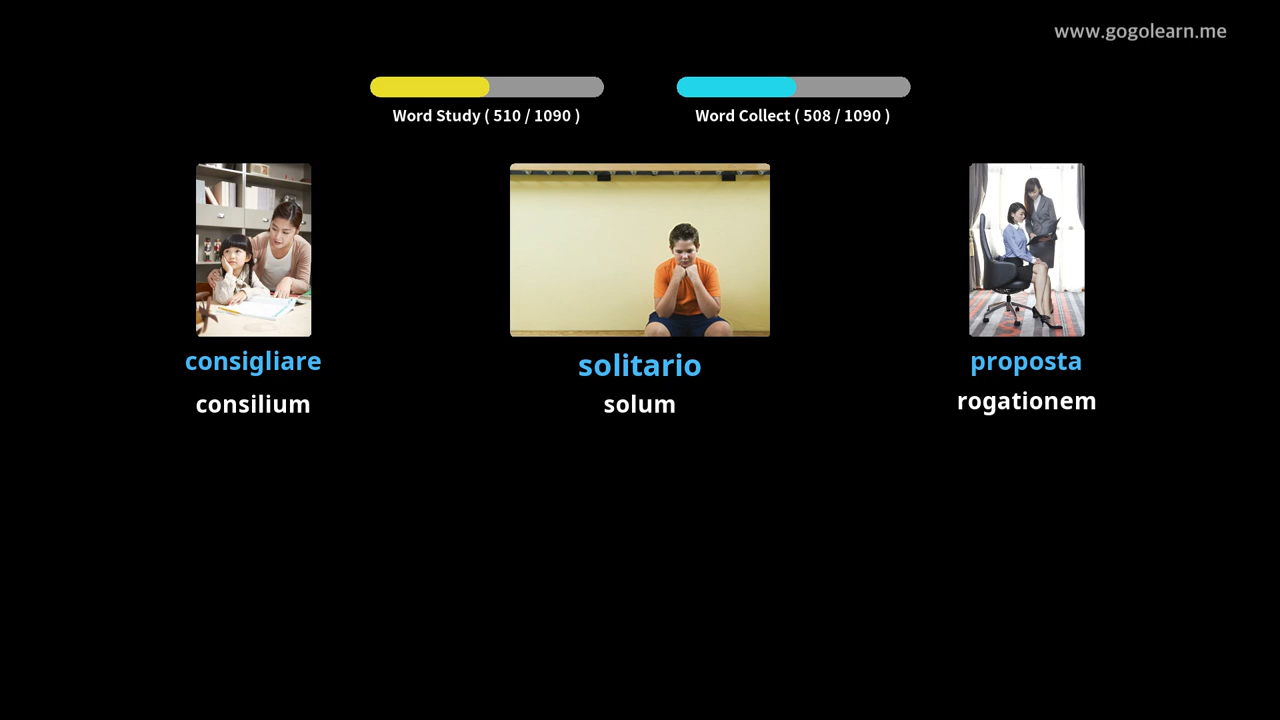 www.gogolearn.me
Word Study ( 510 / 1090 )
Word Collect ( 508 / 1090 )
consigliare
consilium
solitario
solum
proposta
rogationem